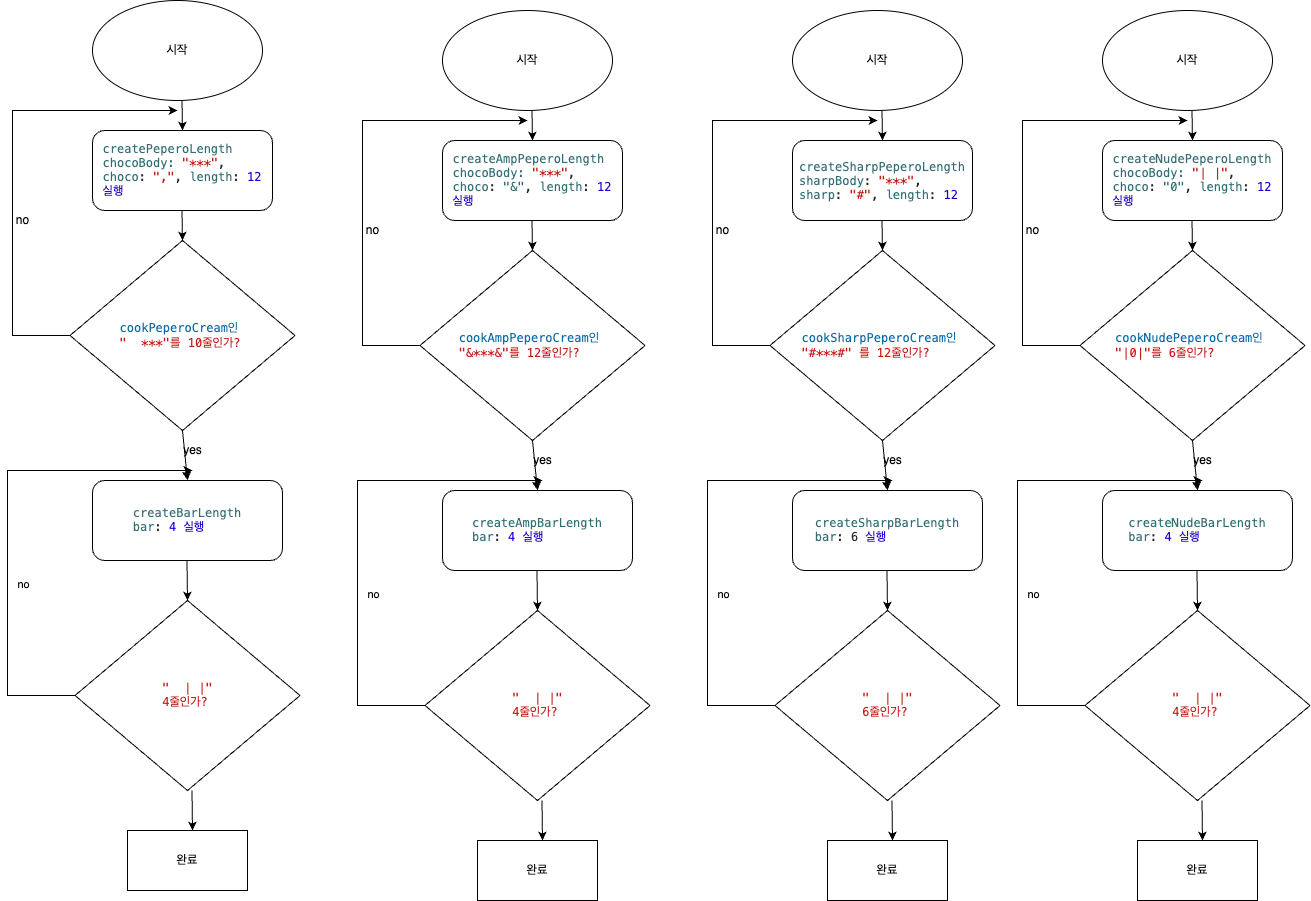 시작
createPeperoLength
chocoBody: "***",
choco: ",", length: 12
실행
no
cookPeperoCream인
"  ***"를 10줄인가?
yes
createBarLength
bar: 4 실행
no
"  | |"
4줄인가?
완료
시작
createAmpPeperoLength
chocoBody: "***",
choco: "&", length: 12
실행
no
cookAmpPeperoCream인
"&***&"를 12줄인가?
yes
createAmpBarLength
bar: 4 실행
no
"  | |"
4줄인가?
완료
시작
createSharpPeperoLength
sharpBody: "***",
sharp: "#", length: 12
no
cookSharpPeperoCream인
"#***#" 를 12줄인가?
yes
createSharpBarLength
bar: 6 실행
no
"  | |"
6줄인가?
완료
시작
createNudePeperoLength
chocoBody: "| |",
choco: "0", length: 12
실행
no
cookNudePeperoCream인
"|0|"를 6줄인가?
yes
createNudeBarLength
bar: 4 실행
no
"  | |"
4줄인가?
완료